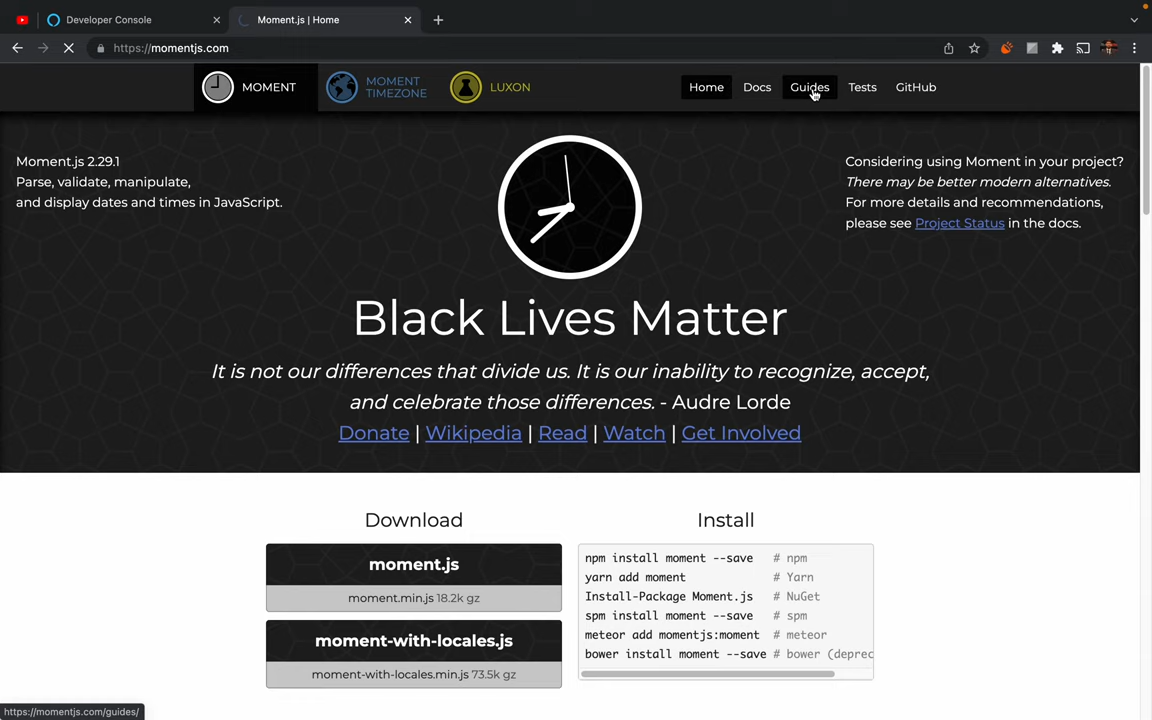 Developer Console
Moment.js | Home
https://momentjs.com
MOMENT
MOMENT
TIMEZONE
LUXON
Home
Docs
Guides
Tests
GitHub
Moment.js 2.29.1
Parse, validate, manipulate,
and display dates and times in JavaScript.
Considering using Moment in your project?
There may be better modern alternatives.
For more details and recommendations,
please see Project Status in the docs.
Black Lives Matter
It is not our differences that divide us. It is our inability to recognize, accept,
and celebrate those differences. - Audre Lorde
Donate | Wikipedia | Read | Watch | Get Involved
Download
moment.js
moment.min.js 18.2k gz
moment-with-locales.js
moment-with-locales.min.js 73.5k gz
Install
npm install moment --save # npm
yarn add moment # Yarn
Install-Package Moment.js # NuGet
spm install moment --save # spm
meteor add momentjs:moment # meteor
bower install moment --save # bower (deprec
https://momentjs.com/guides/